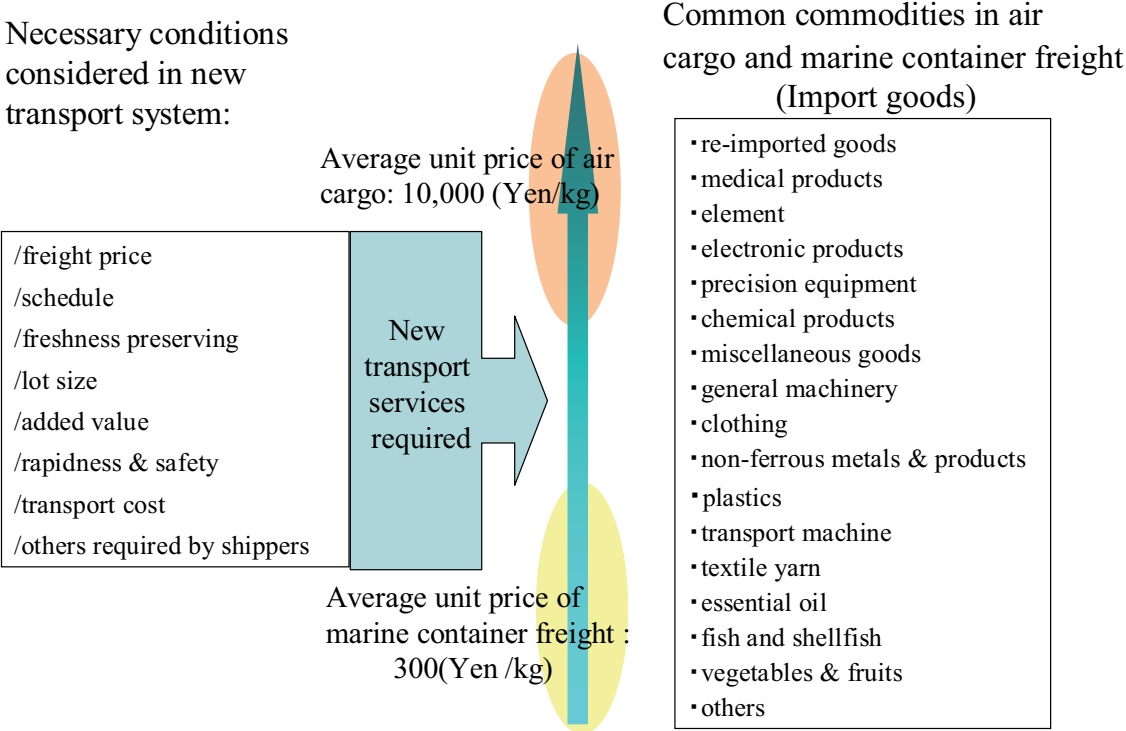 Necessary conditions
considered in new
transport system:
/freight price
/schedule
/freshness preserving
/lot size
/added value
/rapidness & safety
/transport cost
/others required by shippers
New
transport
services
required
Average unit price of air
cargo: 10,000 (Yen/kg)
Average unit price of
marine container freight :
300(Yen /kg)
Common commodities in air
cargo and marine container freight
(Import goods)
・re-imported goods
・medical products
・element
・electronic products
・precision equipment
・chemical products
・miscellaneous goods
・general machinery
・clothing
・non-ferrous metals & products
・plastics
・transport machine
・textile yarn
・essential oil
・fish and shellfish
・vegetables & fruits
・others